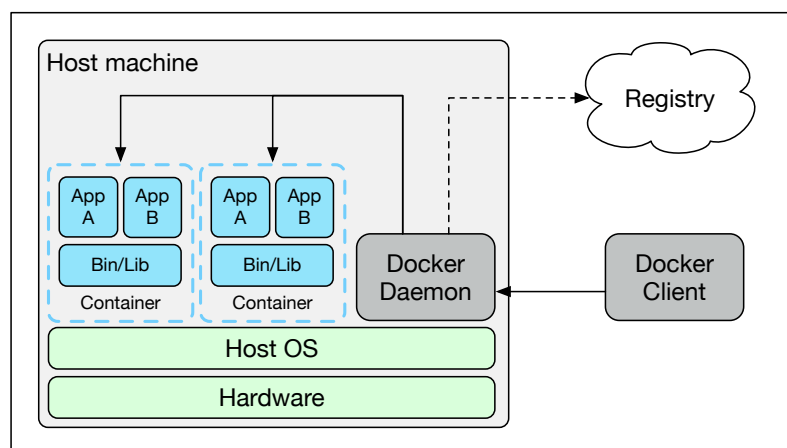 Host machine
Registry
App
A
App
B
App
A
App
B
Bin/Lib
Bin/Lib
Container
Container
Docker
Daemon
Docker
Client
Host OS
Hardware